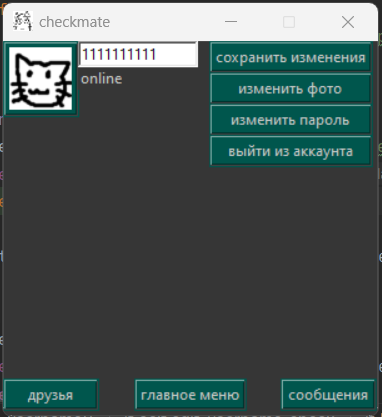 checkmate
1111111111
online
сохранить изменения
изменить фото
изменить пароль
выйти из аккаунта
друзья
главное меню
сообщения